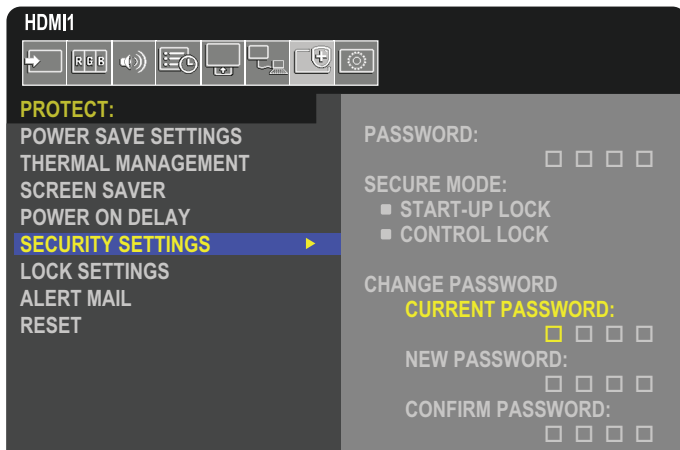 HDMI1
RGB
PROTECT:
POWER SAVE SETTINGS
THERMAL MANAGEMENT
SCREEN SAVER
POWER ON DELAY
SECURITY SETTINGS
LOCK SETTINGS
ALERT MAIL
RESET
PASSWORD:
SECURE MODE:
START-UP LOCK
CONTROL LOCK
CHANGE PASSWORD
CURRENT PASSWORD:
NEW PASSWORD:
CONFIRM PASSWORD: